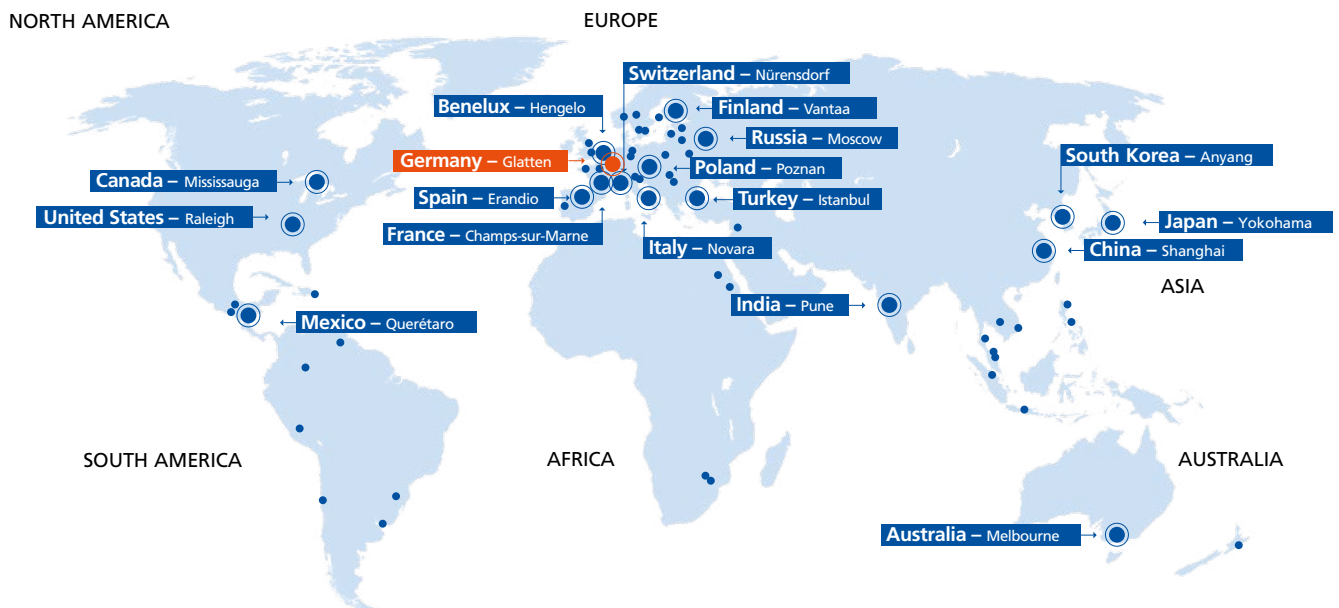 NORTH AMERICA
EUROPE
Switzerland – Nürensdorf
Benelux – Hengelo
Finland – Vantaa
Russia – Moscow
Germany – Glatten
South Korea – Anyang
Poland – Poznan
Canada – Mississauga
Spain – Erandio
Turkey – Istanbul
United States – Raleigh
Japan – Yokohama
France – Champs-sur-Marne
Italy – Novara
China – Shanghai
ASIA
India – Pune
Mexico – Querétaro
SOUTH AMERICA
AFRICA
AUSTRALIA
Australia – Melbourne